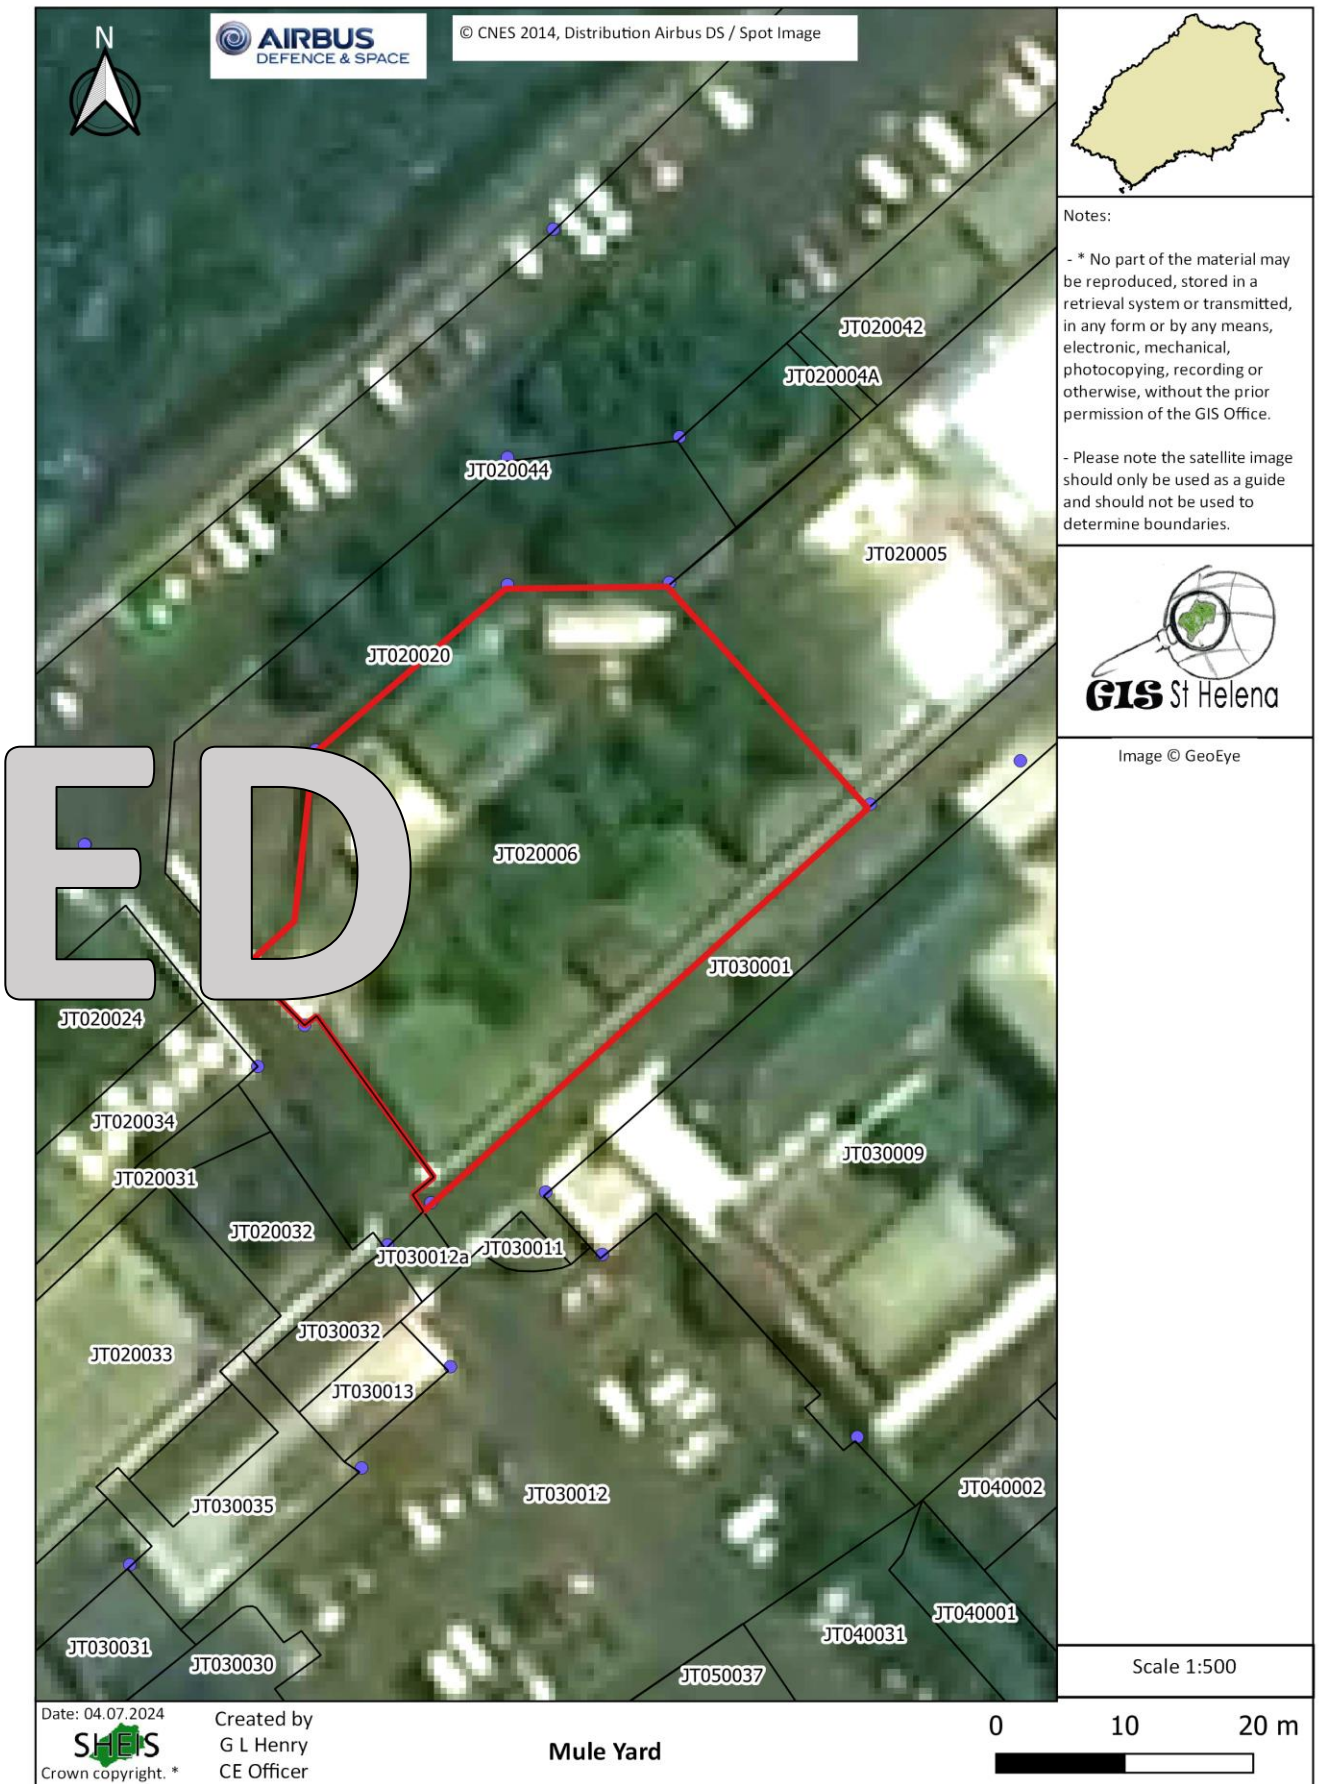 N
AIRBUS
DEFENCE & SPACE
© CNES 2014, Distribution Airbus DS / Spot Image
Notes:
- * No part of the material may
be reproduced, stored in a
retrieval system or transmitted,
in any form or by any means,
electronic, mechanical,
photocopying, recording or
otherwise, without the prior
permission of the GIS Office.
- Please note the satellite image
should only be used as a guide
and should not be used to
determine boundaries.
GIS St Helena
Image © GeoEye
JT020042
JT020004A
JT020044
JT020005
JT020020
ED
JT020006
JT030001
JT020024
JT020034
JT030009
JT020031
JT020032
JT030012a
JT030011
JT030032
JT020033
JT030013
JT030012
JT040002
JT030035
JT040001
JT040031
JT030031
JT030030
JT050037
Scale 1:500
Date: 04.07.2024
SHEIS
Crown copyright. *
Created by
G L Henry
CE Officer
Mule Yard
0 10 20 m